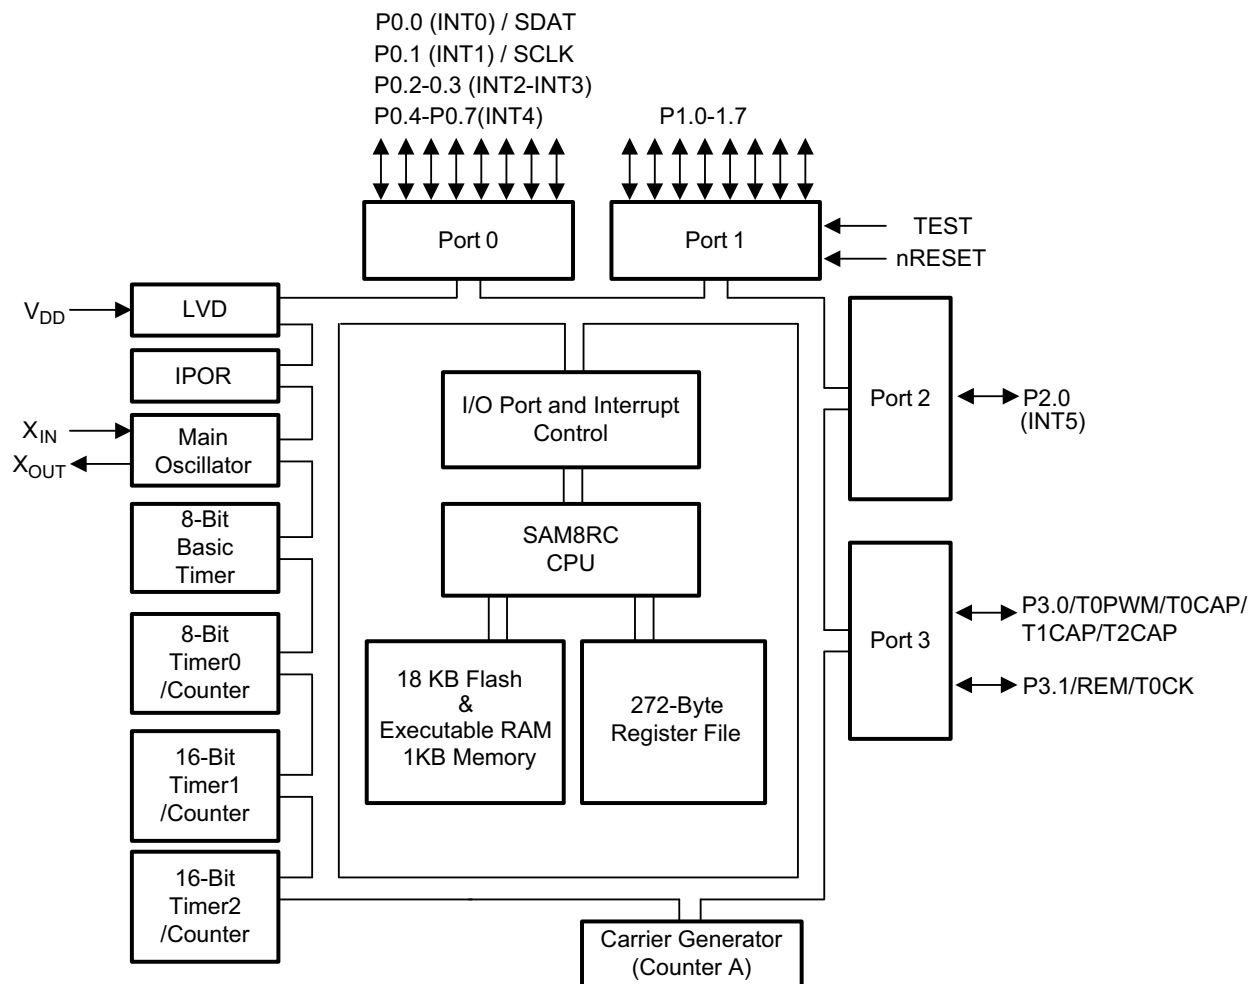 P0.0 (INT0) / SDAT
P0.1 (INT1) / SCLK
P0.2-0.3 (INT2-INT3)
P0.4-P0.7(INT4)
P1.0-1.7
Port 0
Port 1
TEST
nRESET
VDD
LVD
IPOR
XIN
XOUT
Main
Oscillator
8-Bit
Basic
Timer
8-Bit
Timer0
/Counter
16-Bit
Timer1
/Counter
16-Bit
Timer2
/Counter
I/O Port and Interrupt
Control
SAM8RC
CPU
18 KB Flash
&
Executable RAM
1KB Memory
272-Byte
Register File
Port 2
P2.0
(INT5)
Port 3
P3.0/T0PWM/T0CAP/
T1CAP/T2CAP
P3.1/REM/T0CK
Carrier Generator
(Counter A)